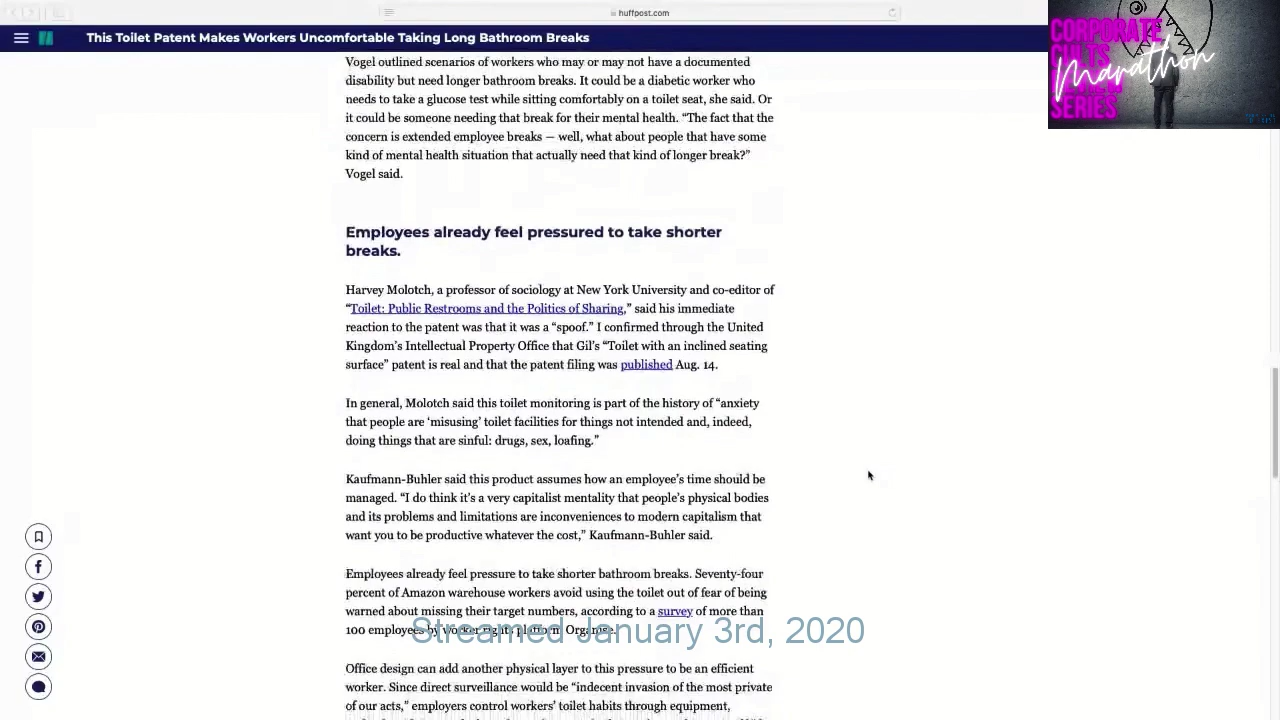 huffpost.com
This Toilet Patent Makes Workers Uncomfortable Taking Long Bathroom Breaks
CORPORATE
CULTS
Marathon
SERIES
Vogel outlined scenarios of workers who may or may not have a documented
disability but need longer bathroom breaks. It could be a diabetic worker who
needs to take a glucose test while sitting comfortably on a toilet seat, she said. Or
it could be someone needing that break for their mental health. “The fact that the
concern is extended employee breaks — well, what about people that have some
kind of mental health situation that actually need that kind of longer break?”
Vogel said.
Employees already feel pressured to take shorter
breaks.
Harvey Molotch, a professor of sociology at New York University and co-editor of
“Toilet: Public Restrooms and the Politics of Sharing,” said his immediate
reaction to the patent was that it was a “spoof.” I confirmed through the United
Kingdom’s Intellectual Property Office that Gil’s “Toilet with an inclined seating
surface” patent is real and that the patent filing was published Aug. 14.
In general, Molotch said this toilet monitoring is part of the history of “anxiety
that people are ‘misusing’ toilet facilities for things not intended and, indeed,
doing things that are sinful: drugs, sex, loafing.”
Kaufmann-Buhler said this product assumes how an employee’s time should be
managed. “I do think it’s a very capitalist mentality that people’s physical bodies
and its problems and limitations are inconveniences to modern capitalism that
want you to be productive whatever the cost,” Kaufmann-Buhler said.
Employees already feel pressure to take shorter bathroom breaks. Seventy-four
percent of Amazon warehouse workers avoid using the toilet out of fear of being
warned about missing their target numbers, according to a survey of more than
100 employees by worker rights platform Organise.
Streamed January 3rd, 2020
Office design can add another physical layer to this pressure to be an efficient
worker. Since direct surveillance would be “indecent invasion of the most private
of our acts,” employers control workers’ toilet habits through equipment,